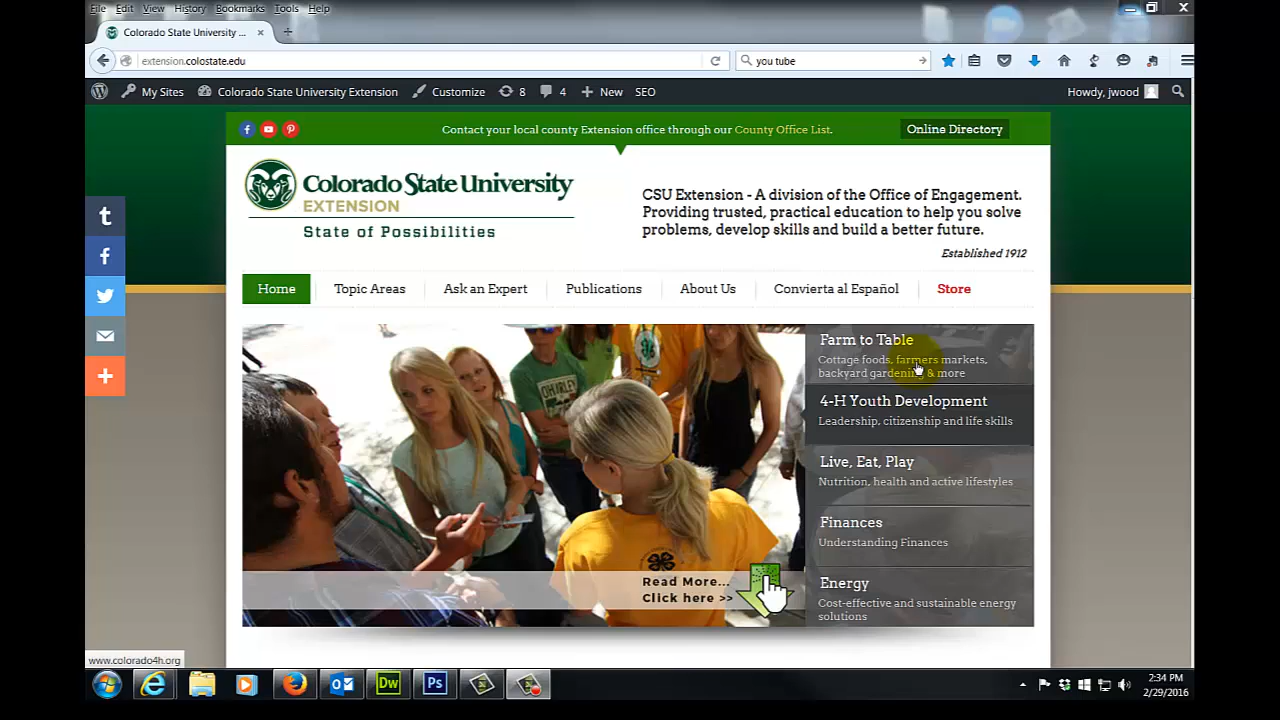 File Edit View History Bookmarks Tools Help
Colorado State University ... × +
extension.colostate.edu
you tube
My Sites Colorado State University Extension Customize 8 4 New SEO Howdy, jwood
Contact your local county Extension office through our County Office List. Online Directory
Colorado State University
EXTENSION
State of Possibilities
CSU Extension - A division of the Office of Engagement.
Providing trusted, practical education to help you solve
problems, develop skills and build a better future.
Established 1912
Home Topic Areas Ask an Expert Publications About Us Convierta al Español Store
Farm to Table
Cottage foods, farmers markets,
backyard gardening & more
4-H Youth Development
Leadership, citizenship and life skills
Live, Eat, Play
Nutrition, health and active lifestyles
Finances
Understanding Finances
Energy
Cost-effective and sustainable energy
solutions
Read More...
Click here >>
www.colorado4h.org
Dw Ps
2:34 PM
2/29/2016